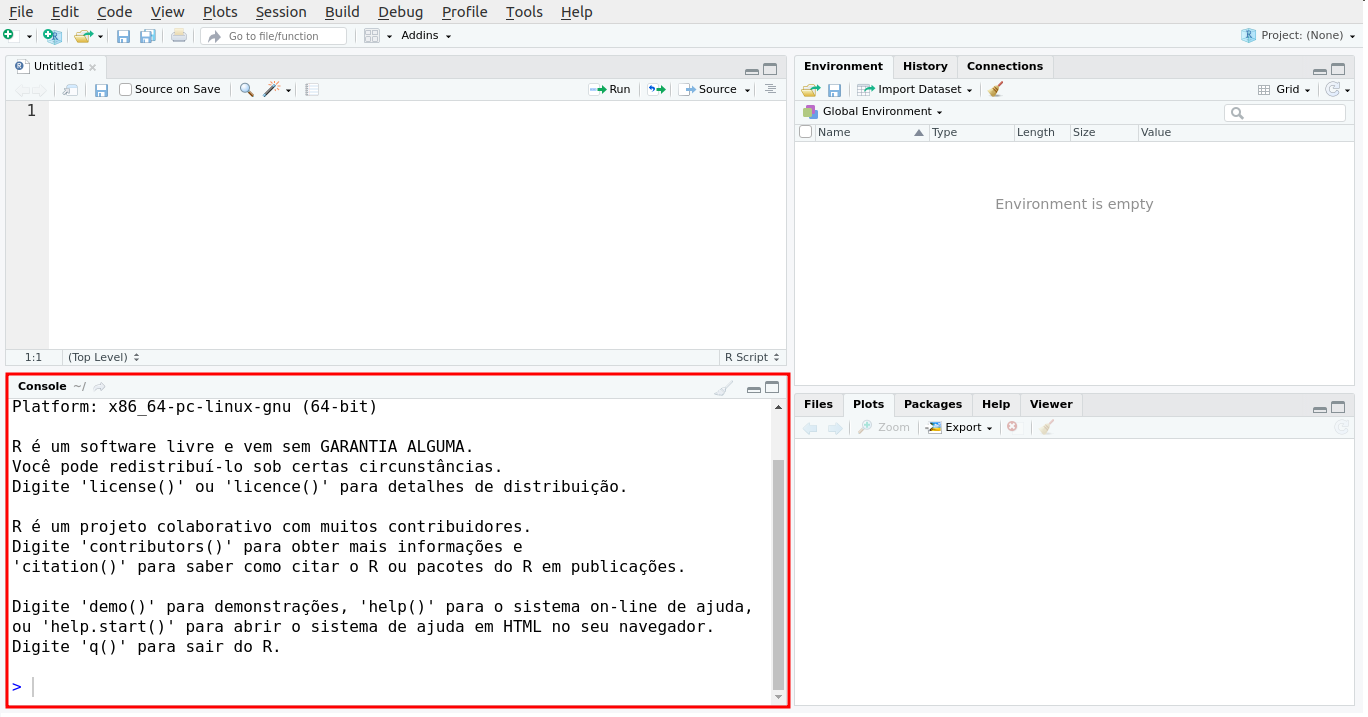 File Edit Code View Plots Session Build Debug Profile Tools Help
Go to file/function Addins Project: (None)
Untitled1
Source on Save Run Source
1
1:1 (Top Level) R Script
Console ~/
Platform: x86_64-pc-linux-gnu (64-bit)
R é um software livre e vem sem GARANTIA ALGUMA.
Você pode redistribuí-lo sob certas circunstâncias.
Digite 'license()' ou 'licence()' para detalhes de distribuição.
R é um projeto colaborativo com muitos contribuidores.
Digite 'contributors()' para obter mais informações e
'citation()' para saber como citar o R ou pacotes do R em publicações.
Digite 'demo()' para demonstrações, 'help()' para o sistema on-line de ajuda,
ou 'help.start()' para abrir o sistema de ajuda em HTML no seu navegador.
Digite 'q()' para sair do R.
>
Environment History Connections
Import Dataset Grid
Global Environment
Name Type Length Size Value
Environment is empty
Files Plots Packages Help Viewer
Zoom Export